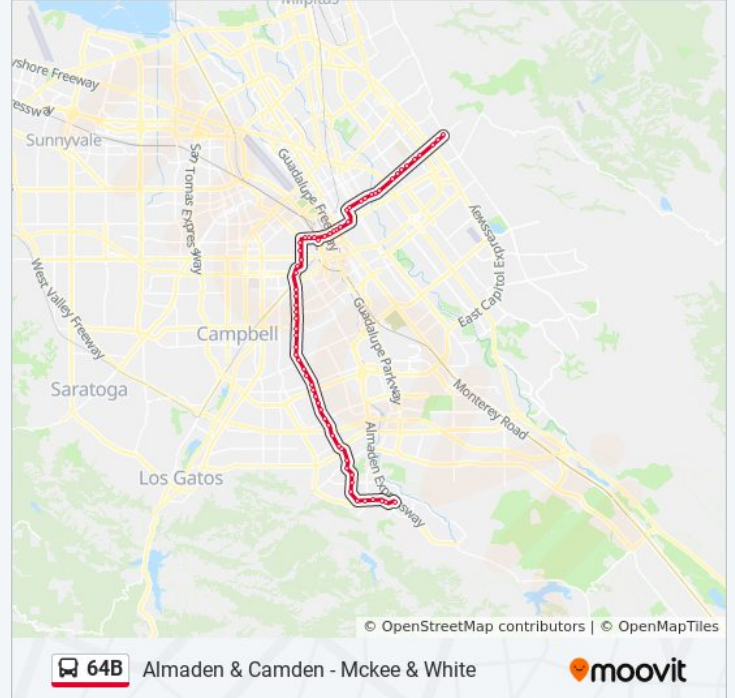 Milpitas
yshore Freeway
ressway
Sunnyvale
San Tomas Expressway
Guadalupe Freeway
West Valley Freeway
Campbell
Saratoga
Los Gatos
East Capitol Expressway
Guadalupe Parkway
Monterey Road
Almaden Expressway
© OpenStreetMap contributors | © OpenMapTiles
64B Almaden & Camden - Mckee & White
moovit